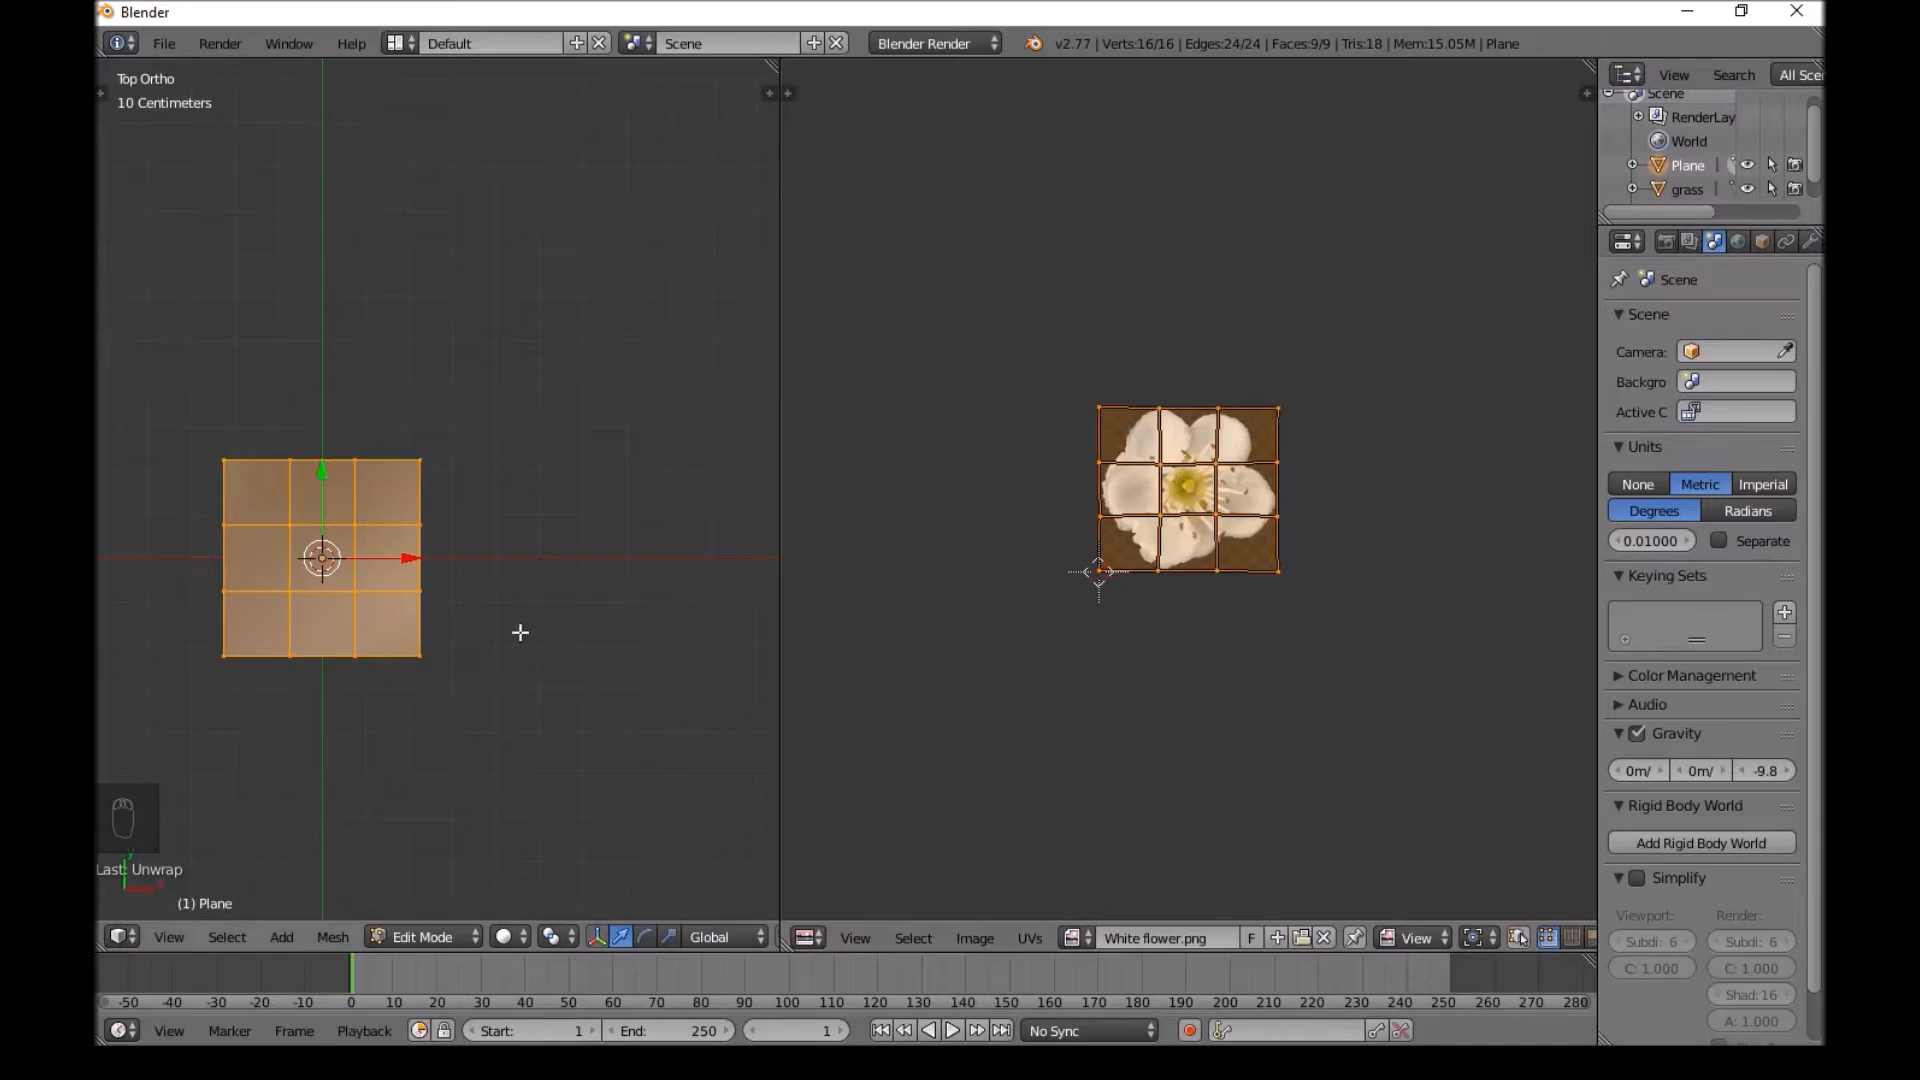 Blender
File Render Window Help Default Scene Blender Render v2.77 | Verts:16/16 | Edges:24/24 | Faces:9/9 | Tris:18 | Mem:15.05M | Plane
Top Ortho
10 Centimeters
View Search All Sce
Scene
RenderLay
World
Plane
grass
Scene
Scene
Camera:
Backgro
Active C
Units
None Metric Imperial
Degrees Radians
0.01000 Separate
Keying Sets
Color Management
Audio
Gravity
0m/ 0m/ -9.8
Rigid Body World
Add Rigid Body World
Simplify
Viewport: Render:
Subdi: 6 Subdi: 6
C: 1.000 C: 1.000
Shad: 16
A: 1.000
Last: Unwrap
(1) Plane
View Select Add Mesh Edit Mode Global
View Select Image UVs White flower.png F View
-50 -40 -30 -20 -10 0 10 20 30 40 50 60 70 80 90 100 110 120 130 140 150 160 170 180 190 200 210 220 230 240 250 260 270 280
View Marker Frame Playback Start: 1 End: 250 1 No Sync